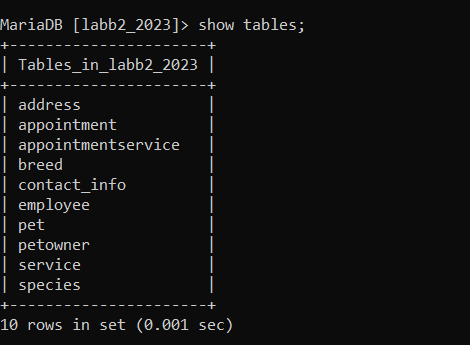 MariaDB [labb2_2023]> show tables;
+---------------------+
| Tables_in_labb2_2023 |
+---------------------+
| address             |
| appointment         |
| appointmentservice  |
| breed               |
| contact_info        |
| employee            |
| pet                 |
| petowner            |
| service             |
| species             |
+---------------------+
10 rows in set (0.001 sec)